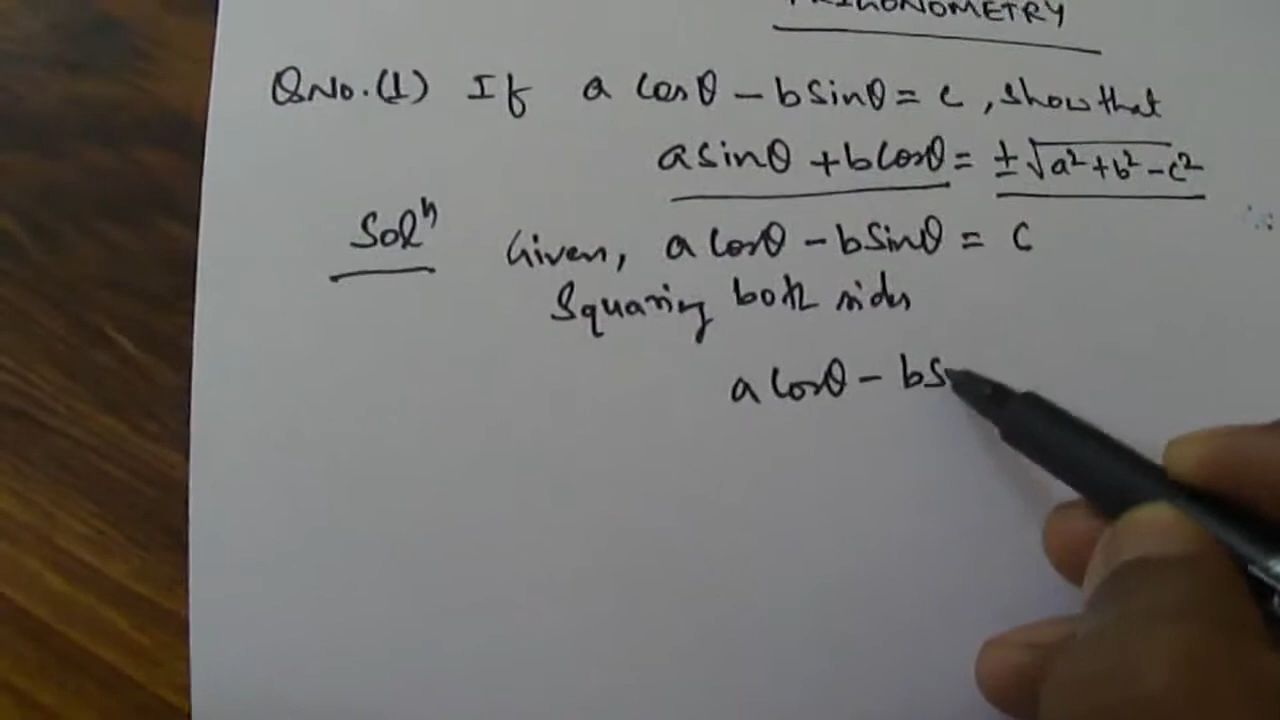 TRIGONOMETRY
QNo.(1) If a cosθ - b sinθ = c, show that
a sinθ + b cosθ = ±√a²+b²-c²
Solⁿ Given, a cosθ - b sinθ = c
Squaring both sides
a cosθ - bs